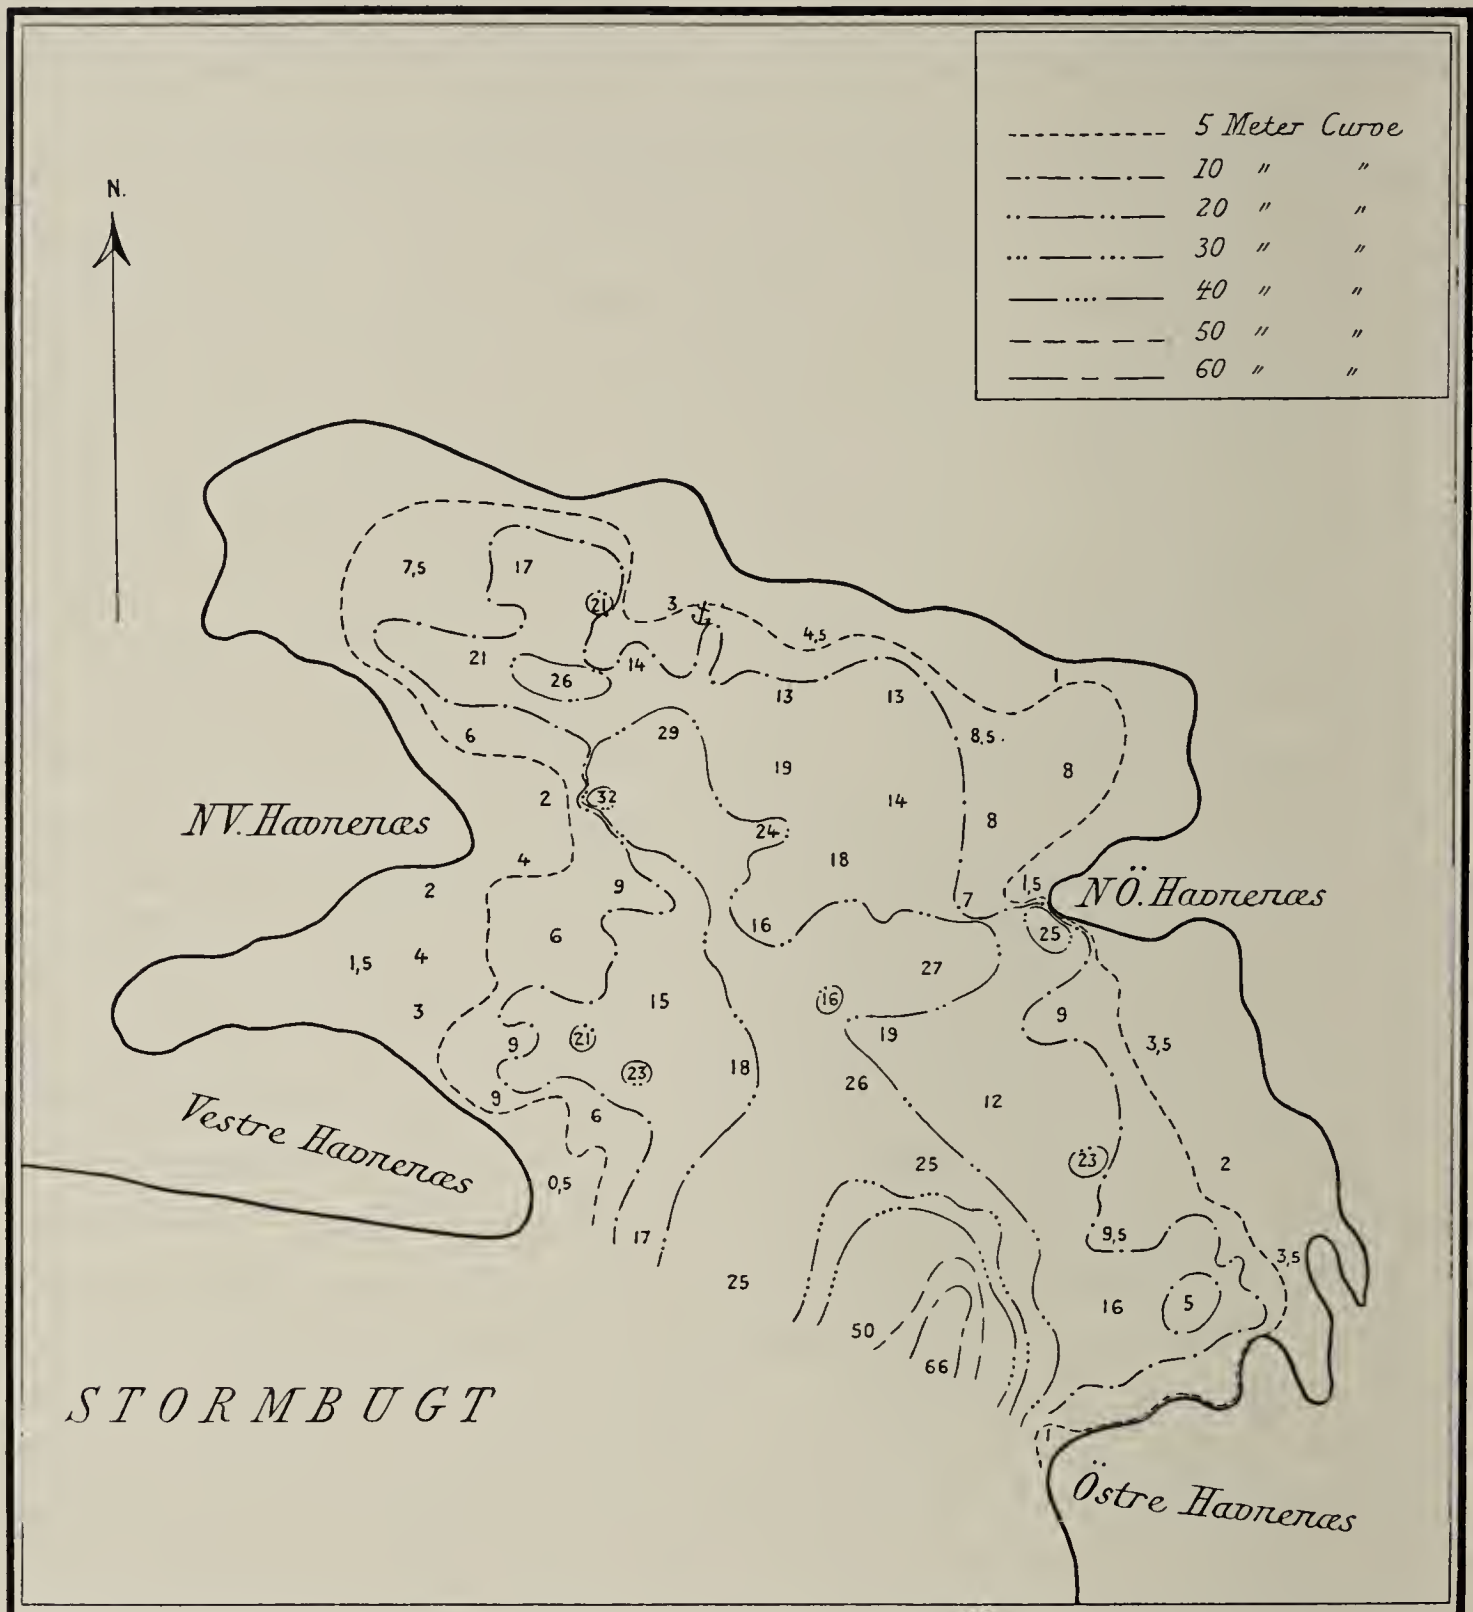 5 Meter Curve
10 " "
20 " "
30 " "
40 " "
50 " "
60 " "
N.
7,5 17
21 3
4,5
21 14
26 13 13 1
6 29 8,5
19 8
2 32 14
NV. Havnenæs 24 8
4 18
2 9 7 1,5 NÖ. Havnenæs
6 16 25
1,5 4 27
3 15 16 9
9 21 19 3,5
23 18 26
9 6 12
Vestre Havnenæs
0,5 25 23 2
17 9,5
25 3,5
16 5
50
66
STORMBUGT
1
Östre Havnenæs